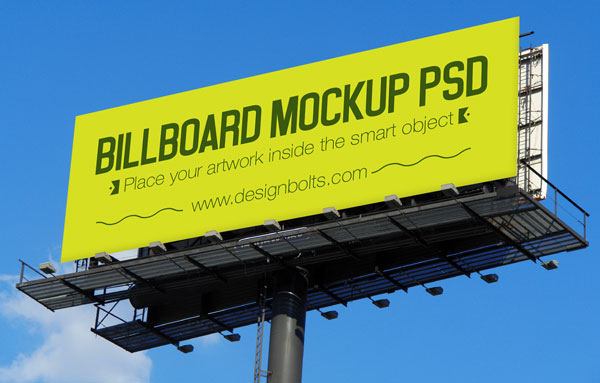 BILLBOARD MOCKUP PSD
Place your artwork inside the smart object
www.designbolts.com